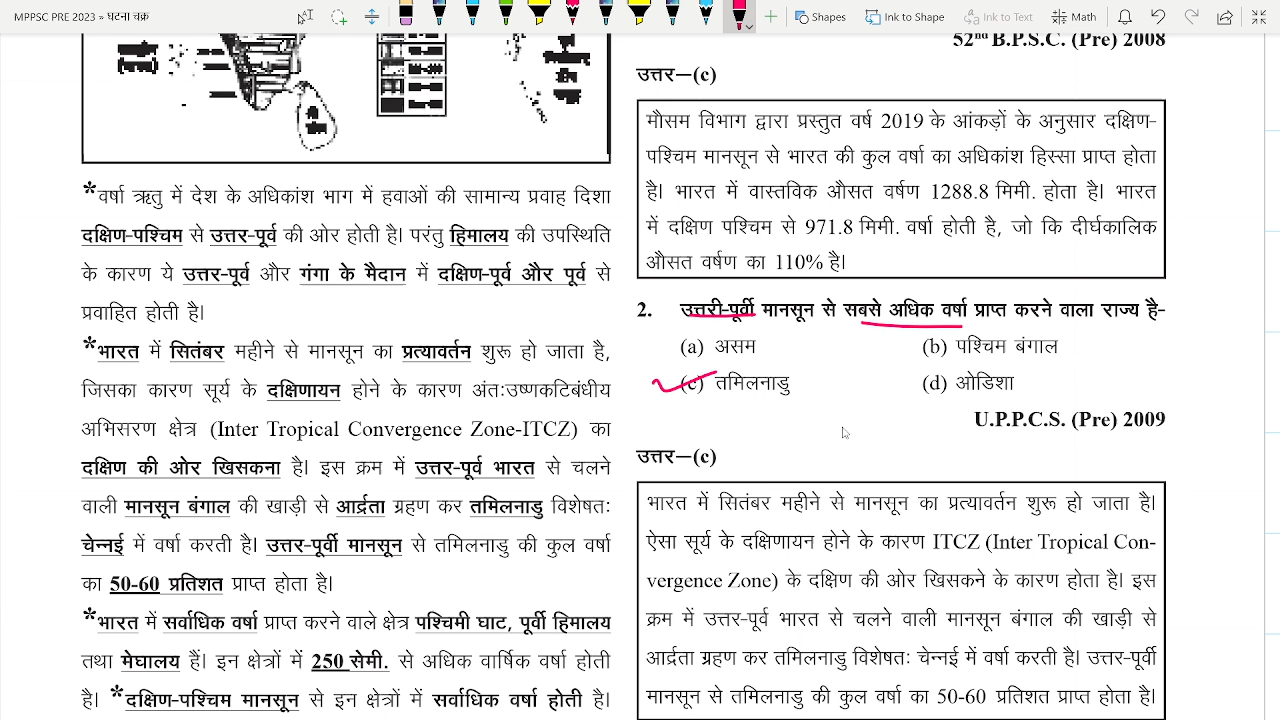 MPPSC PRE 2023 » घटना चक्र
Shapes Ink to Shape Ink to Text Math
*वर्षा ऋतु में देश के अधिकांश भाग में हवाओं की सामान्य प्रवाह दिशा
दक्षिण-पश्चिम से उत्तर-पूर्व की ओर होती है। परंतु हिमालय की उपस्थिति
के कारण ये उत्तर-पूर्व और गंगा के मैदान में दक्षिण-पूर्व और पूर्व से
प्रवाहित होती है।
*भारत में सितंबर महीने से मानसून का प्रत्यावर्तन शुरू हो जाता है,
जिसका कारण सूर्य के दक्षिणायन होने के कारण अंतःउष्णकटिबंधीय
अभिसरण क्षेत्र (Inter Tropical Convergence Zone-ITCZ) का
दक्षिण की ओर खिसकना है। इस क्रम में उत्तर-पूर्व भारत से चलने
वाली मानसून बंगाल की खाड़ी से आर्द्रता ग्रहण कर तमिलनाडु विशेषतः
चेन्नई में वर्षा करती है। उत्तर-पूर्वी मानसून से तमिलनाडु की कुल वर्षा
का 50-60 प्रतिशत प्राप्त होता है।
*भारत में सर्वाधिक वर्षा प्राप्त करने वाले क्षेत्र पश्चिमी घाट, पूर्वी हिमालय
तथा मेघालय हैं। इन क्षेत्रों में 250 सेमी. से अधिक वार्षिक वर्षा होती
है। *दक्षिण-पश्चिम मानसून से इन क्षेत्रों में सर्वाधिक वर्षा होती है।
52nd B.P.S.C. (Pre) 2008
उत्तर—(c)
मौसम विभाग द्वारा प्रस्तुत वर्ष 2019 के आंकड़ों के अनुसार दक्षिण-
पश्चिम मानसून से भारत की कुल वर्षा का अधिकांश हिस्सा प्राप्त होता
है। भारत में वास्तविक औसत वर्षण 1288.8 मिमी. होता है। भारत
में दक्षिण पश्चिम से 971.8 मिमी. वर्षा होती है, जो कि दीर्घकालिक
औसत वर्षण का 110% है।
2. उत्तरी-पूर्वी मानसून से सबसे अधिक वर्षा प्राप्त करने वाला राज्य है-
(a) असम (b) पश्चिम बंगाल
(c) तमिलनाडु (d) ओडिशा
U.P.P.C.S. (Pre) 2009
उत्तर—(c)
भारत में सितंबर महीने से मानसून का प्रत्यावर्तन शुरू हो जाता है।
ऐसा सूर्य के दक्षिणायन होने के कारण ITCZ (Inter Tropical Con-
vergence Zone) के दक्षिण की ओर खिसकने के कारण होता है। इस
क्रम में उत्तर-पूर्व भारत से चलने वाली मानसून बंगाल की खाड़ी से
आर्द्रता ग्रहण कर तमिलनाडु विशेषतः चेन्नई में वर्षा करती है। उत्तर-पूर्वी
मानसून से तमिलनाडु की कुल वर्षा का 50-60 प्रतिशत प्राप्त होता है।